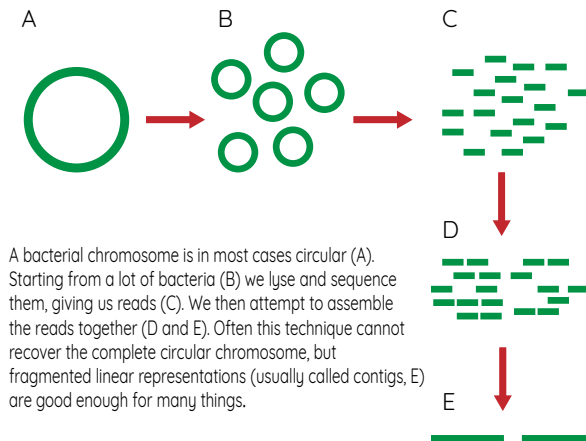 A
B
C
D
A bacterial chromosome is in most cases circular (A).
Starting from a lot of bacteria (B) we lyse and sequence
them, giving us reads (C). We then attempt to assemble
the reads together (D and E). Often this technique cannot
recover the complete circular chromosome, but
fragmented linear representations (usually called contigs, E)
are good enough for many things.
E